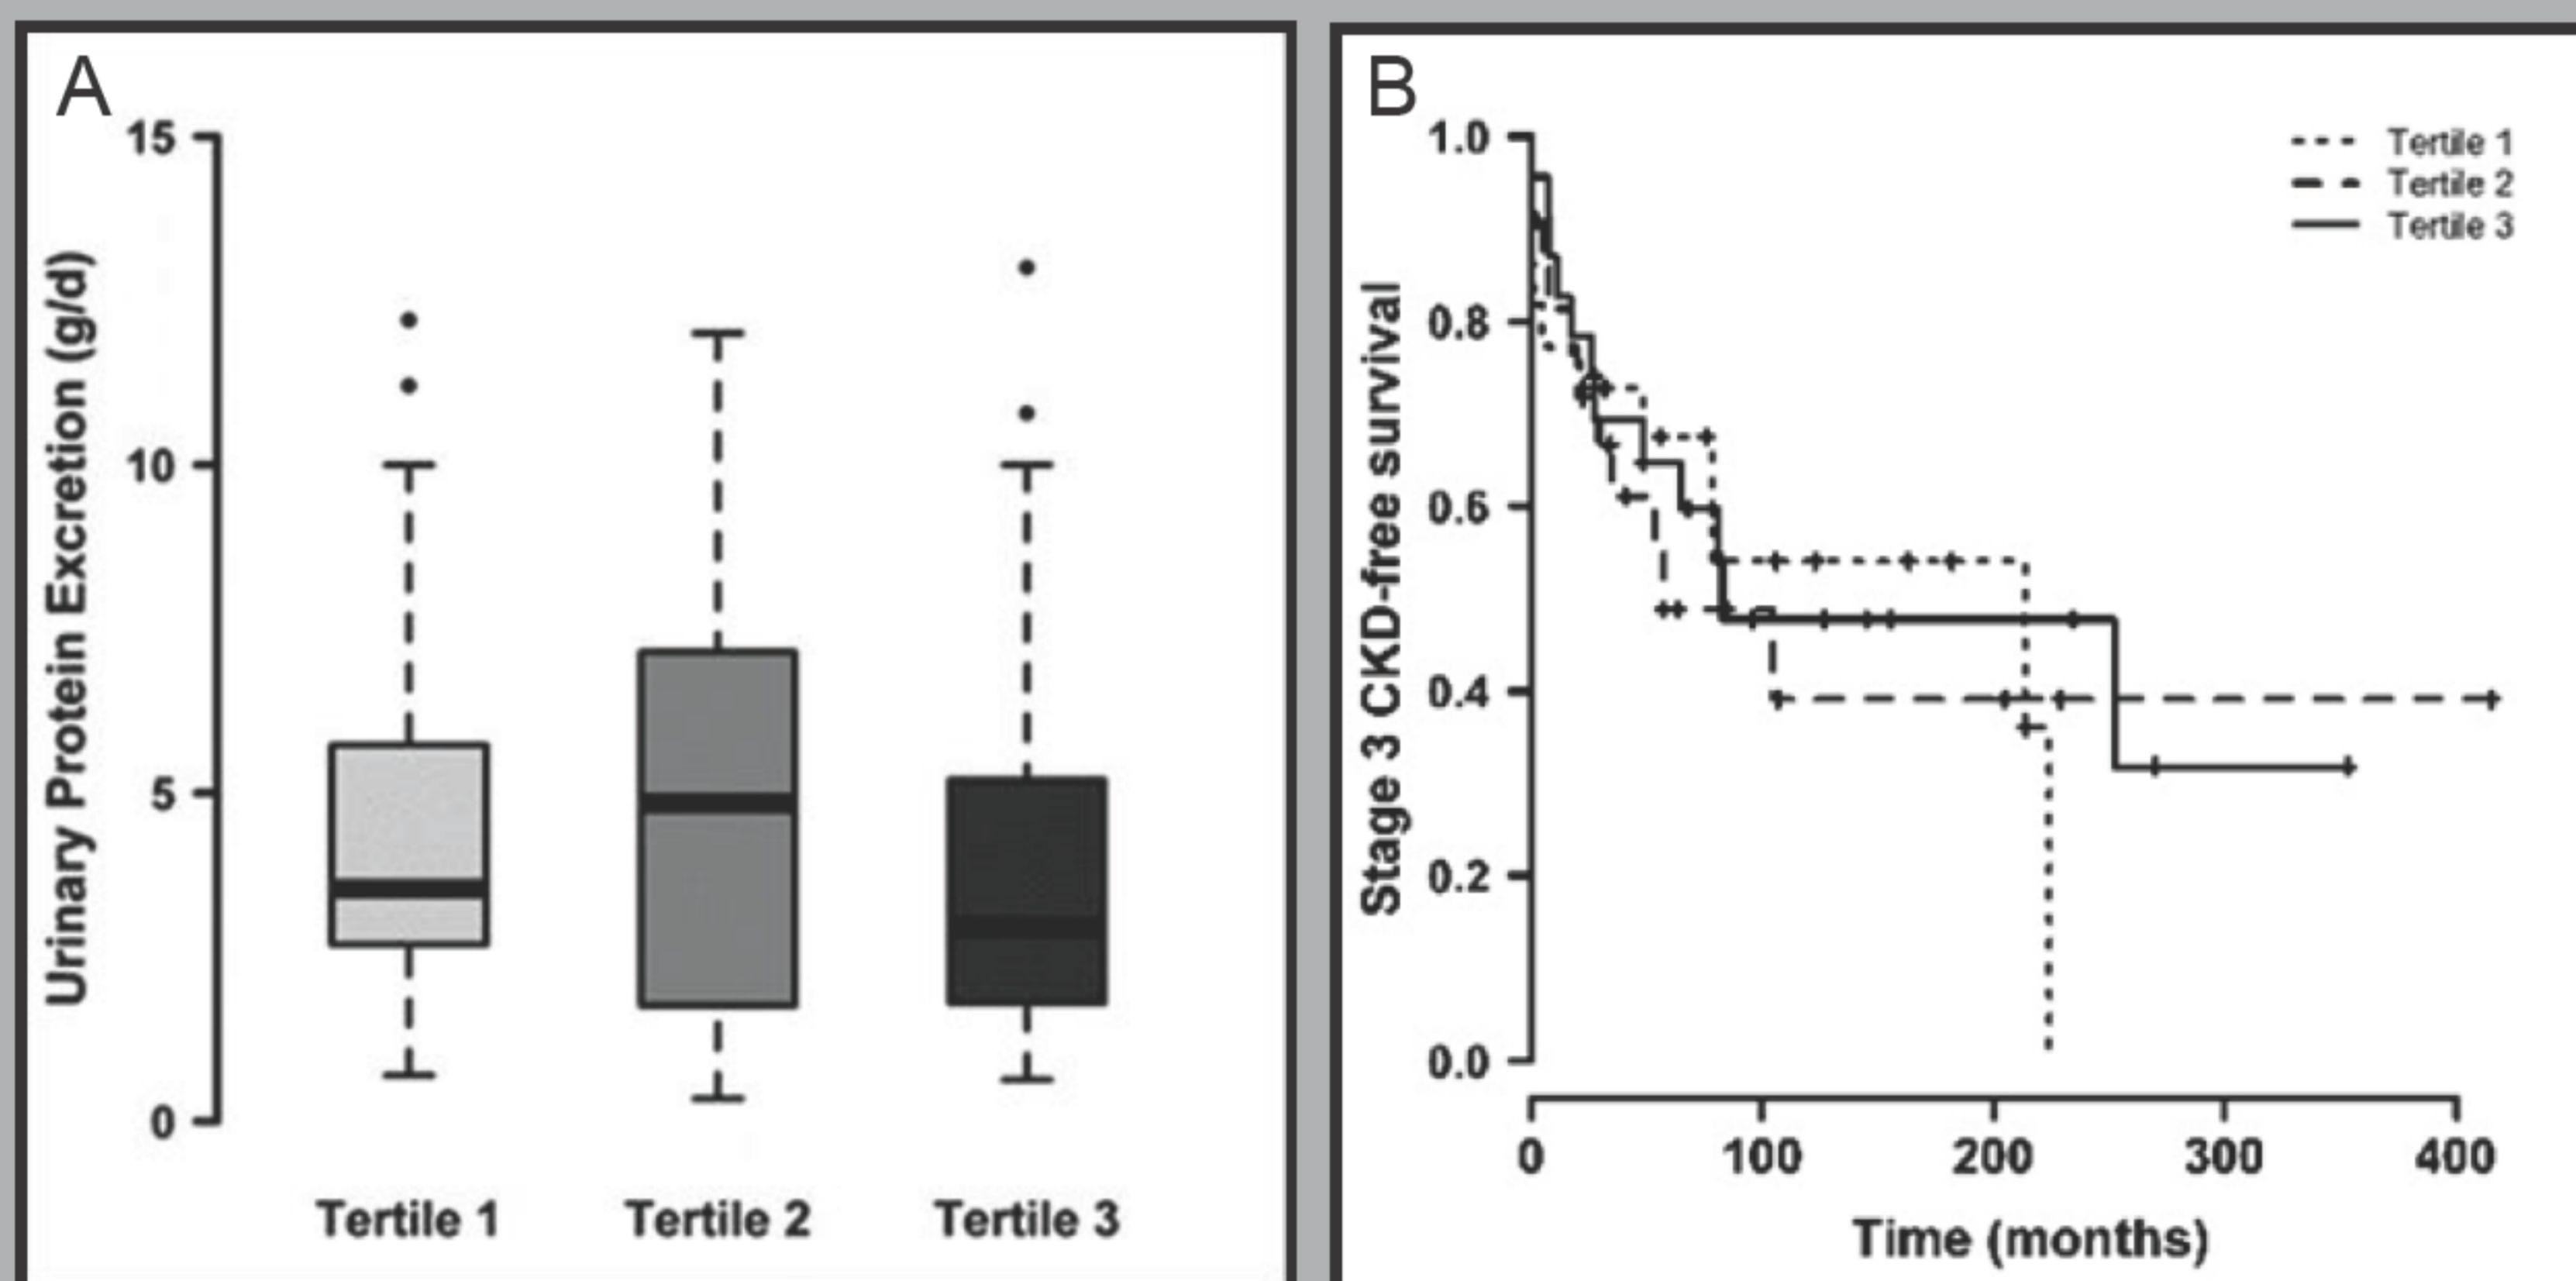 A
15
10
5
0
Urinary Protein Excretion (g/d)
Tertile 1
Tertile 2
Tertile 3
B
1.0
0.8
0.6
0.4
0.2
0.0
Stage 3 CKD-free survival
Tertile 1
Tertile 2
Tertile 3
0 100 200 300 400
Time (months)